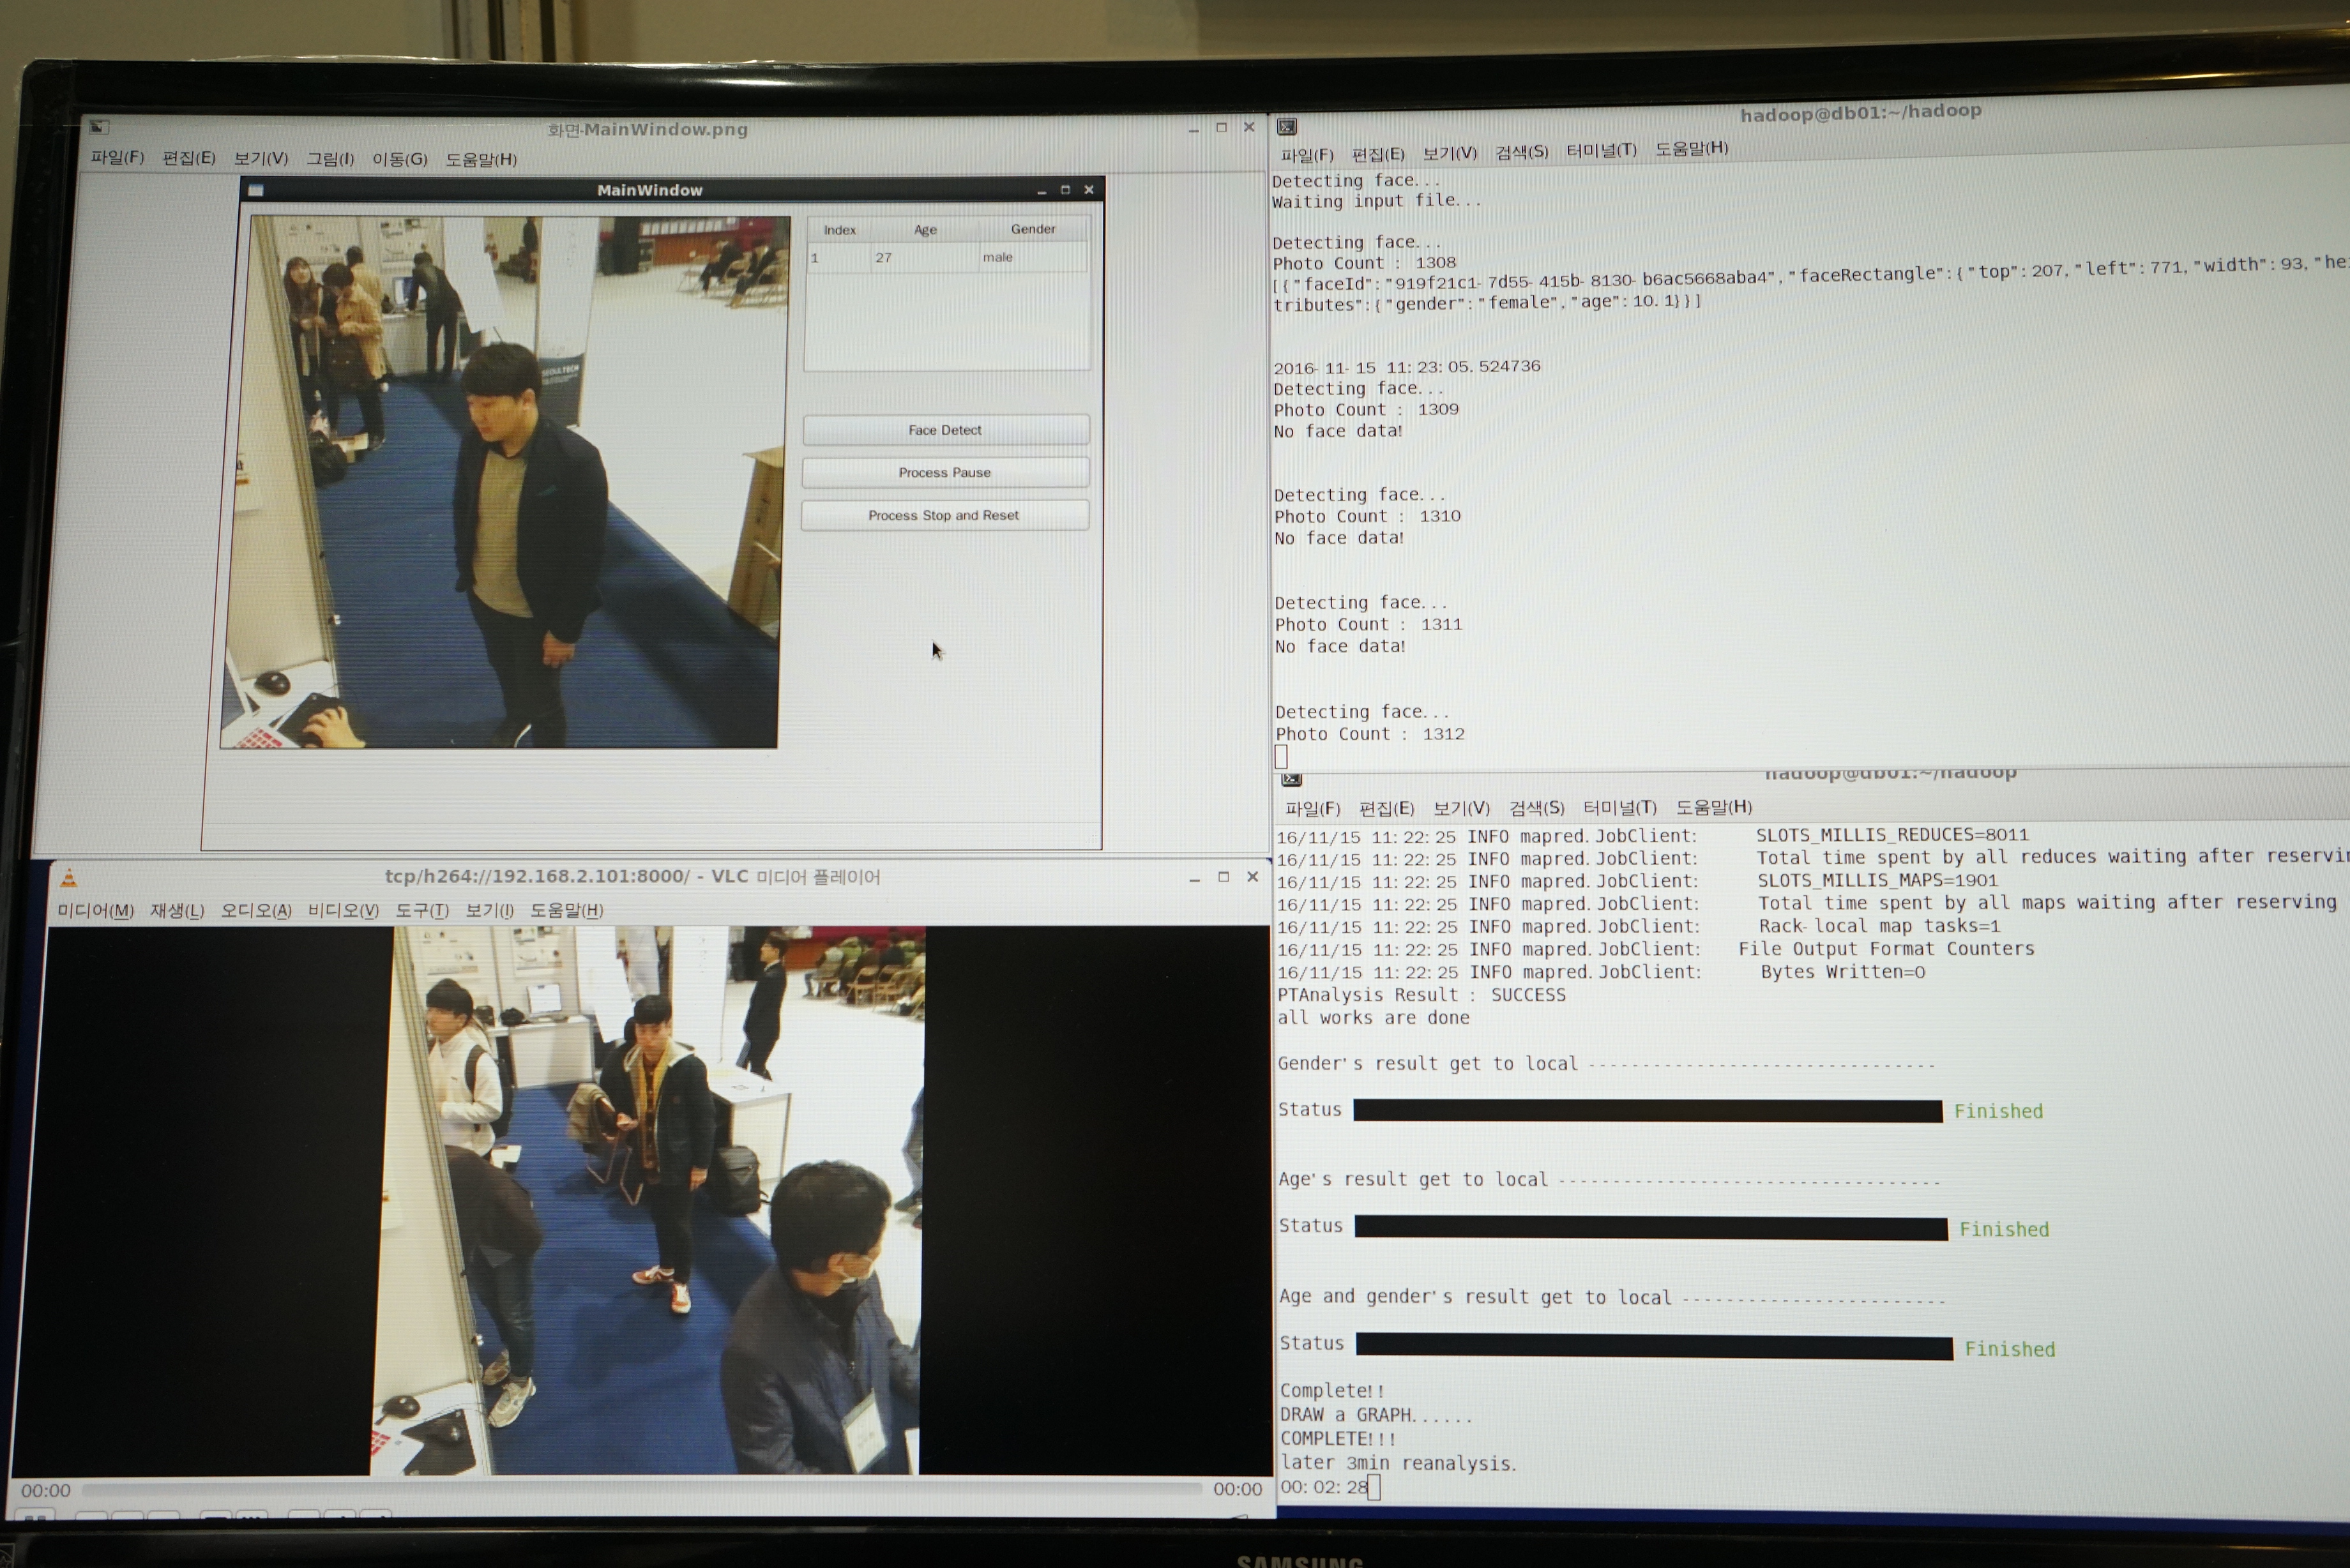 화면-MainWindow.png
파일(F) 편집(E) 보기(V) 그림(I) 이동(G) 도움말(H)
MainWindow
Index Age Gender
1 27 male
SEOULTECH
Face Detect
Process Pause
Process Stop and Reset
hadoop@db01:~/hadoop
파일(F) 편집(E) 보기(V) 검색(S) 터미널(T) 도움말(H)
Detecting face...
Waiting input file...
Detecting face...
Photo Count : 1308
[{"faceId":"919f21c1-7d55-415b-8130-b6ac5668aba4","faceRectangle":{"top":207,"left":771,"width":93,"he
tributes":{"gender":"female","age":10.1}}]
2016-11-15 11:23:05.524736
Detecting face...
Photo Count : 1309
No face data!
Detecting face...
Photo Count : 1310
No face data!
Detecting face...
Photo Count : 1311
No face data!
Detecting face...
Photo Count : 1312
tcp/h264://192.168.2.101:8000/ - VLC 미디어 플레이어
미디어(M) 재생(L) 오디오(A) 비디오(V) 도구(T) 보기(I) 도움말(H)
00:00 00:00
hadoop@db01:~/hadoop
파일(F) 편집(E) 보기(V) 검색(S) 터미널(T) 도움말(H)
16/11/15 11:22:25 INFO mapred.JobClient: SLOTS_MILLIS_REDUCES=8011
16/11/15 11:22:25 INFO mapred.JobClient: Total time spent by all reduces waiting after reservin
16/11/15 11:22:25 INFO mapred.JobClient: SLOTS_MILLIS_MAPS=1901
16/11/15 11:22:25 INFO mapred.JobClient: Total time spent by all maps waiting after reserving
16/11/15 11:22:25 INFO mapred.JobClient: Rack-local map tasks=1
16/11/15 11:22:25 INFO mapred.JobClient: File Output Format Counters
16/11/15 11:22:25 INFO mapred.JobClient: Bytes Written=0
PTAnalysis Result : SUCCESS
all works are done
Gender's result get to local --------------------------------
Status Finished
Age's result get to local -----------------------------------
Status Finished
Age and gender's result get to local ------------------------
Status Finished
Complete!!
DRAW a GRAPH......
COMPLETE!!!
later 3min reanalysis.
00:02:28
SAMSUNG